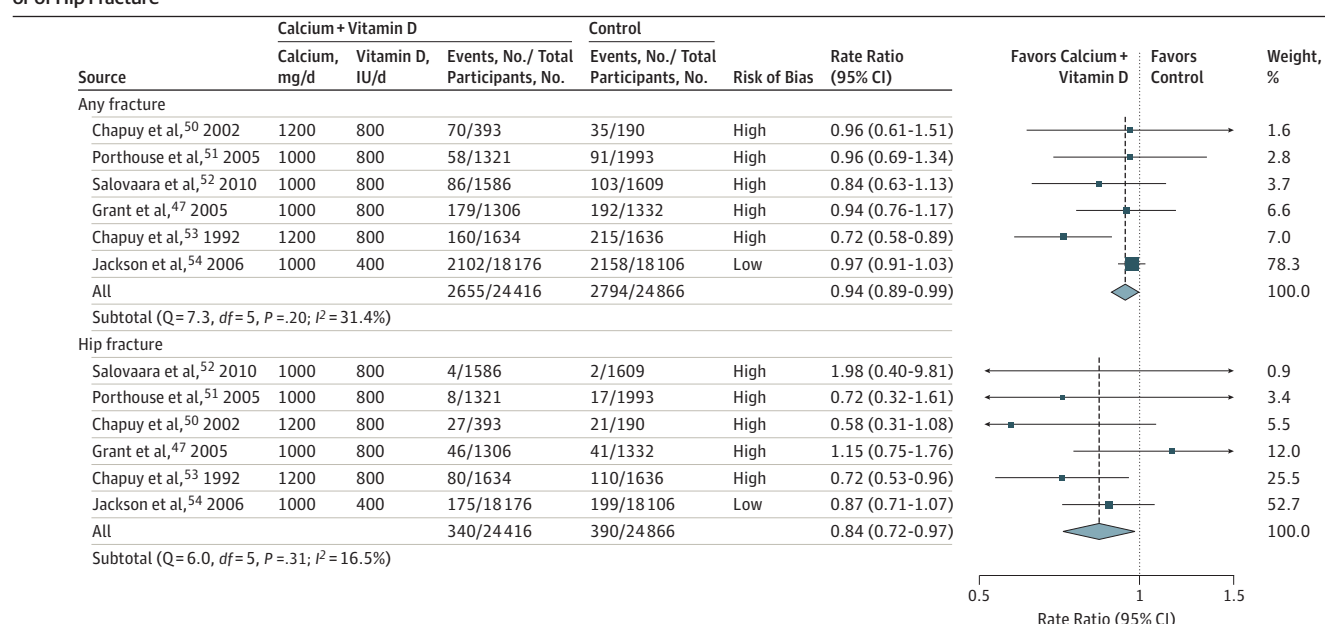 or of Hip Fracture
Calcium + Vitamin D Control
Calcium, Vitamin D, Events, No./ Total Events, No./ Total Rate Ratio Favors Calcium + Favors Weight,
Source mg/d IU/d Participants, No. Participants, No. Risk of Bias (95% CI) Vitamin D Control %
Any fracture
Chapuy et al,50 2002 1200 800 70/393 35/190 High 0.96 (0.61-1.51) 1.6
Porthouse et al,51 2005 1000 800 58/1321 91/1993 High 0.96 (0.69-1.34) 2.8
Salovaara et al,52 2010 1000 800 86/1586 103/1609 High 0.84 (0.63-1.13) 3.7
Grant et al,47 2005 1000 800 179/1306 192/1332 High 0.94 (0.76-1.17) 6.6
Chapuy et al,53 1992 1200 800 160/1634 215/1636 High 0.72 (0.58-0.89) 7.0
Jackson et al,54 2006 1000 400 2102/18 176 2158/18 106 Low 0.97 (0.91-1.03) 78.3
All 2655/24 416 2794/24 866 0.94 (0.89-0.99) 100.0
Subtotal (Q = 7.3, df = 5, P = .20; I2 = 31.4%)
Hip fracture
Salovaara et al,52 2010 1000 800 4/1586 2/1609 High 1.98 (0.40-9.81) 0.9
Porthouse et al,51 2005 1000 800 8/1321 17/1993 High 0.72 (0.32-1.61) 3.4
Chapuy et al,50 2002 1200 800 27/393 21/190 High 0.58 (0.31-1.08) 5.5
Grant et al,47 2005 1000 800 46/1306 41/1332 High 1.15 (0.75-1.76) 12.0
Chapuy et al,53 1992 1200 800 80/1634 110/1636 High 0.72 (0.53-0.96) 25.5
Jackson et al,54 2006 1000 400 175/18 176 199/18 106 Low 0.87 (0.71-1.07) 52.7
All 340/24 416 390/24 866 0.84 (0.72-0.97) 100.0
Subtotal (Q = 6.0, df = 5, P = .31; I2 = 16.5%)
0.5 1 1.5
Rate Ratio (95% CI)